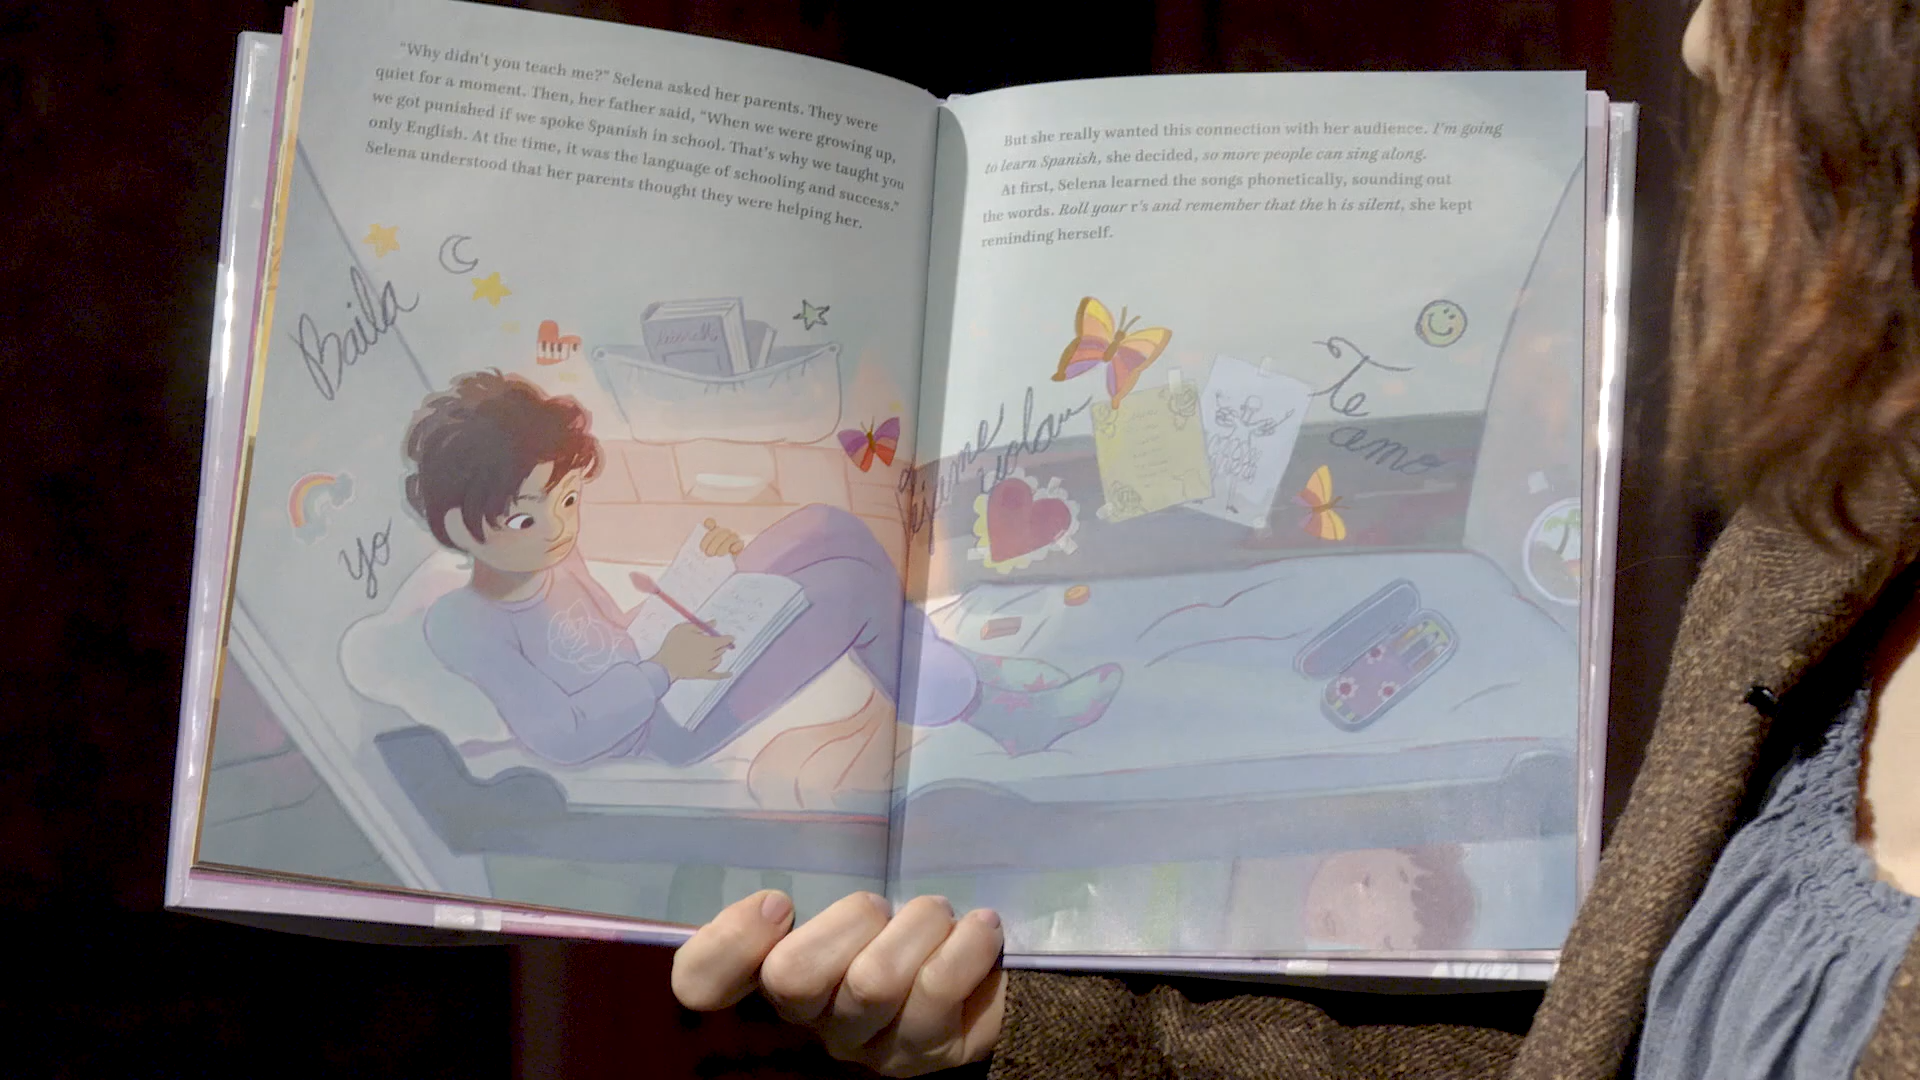 "Why didn't you teach me?" Selena asked her parents. They were
quiet for a moment. Then, her father said, "When we were growing up,
we got punished if we spoke Spanish in school. That's why we taught you
only English. At the time, it was the language of schooling and success."
Selena understood that her parents thought they were helping her.
Baila
yo
But she really wanted this connection with her audience. I'm going
to learn Spanish, she decided, so more people can sing along.
At first, Selena learned the songs phonetically, sounding out
the words. Roll your r's and remember that the h is silent, she kept
reminding herself.
Te
amo